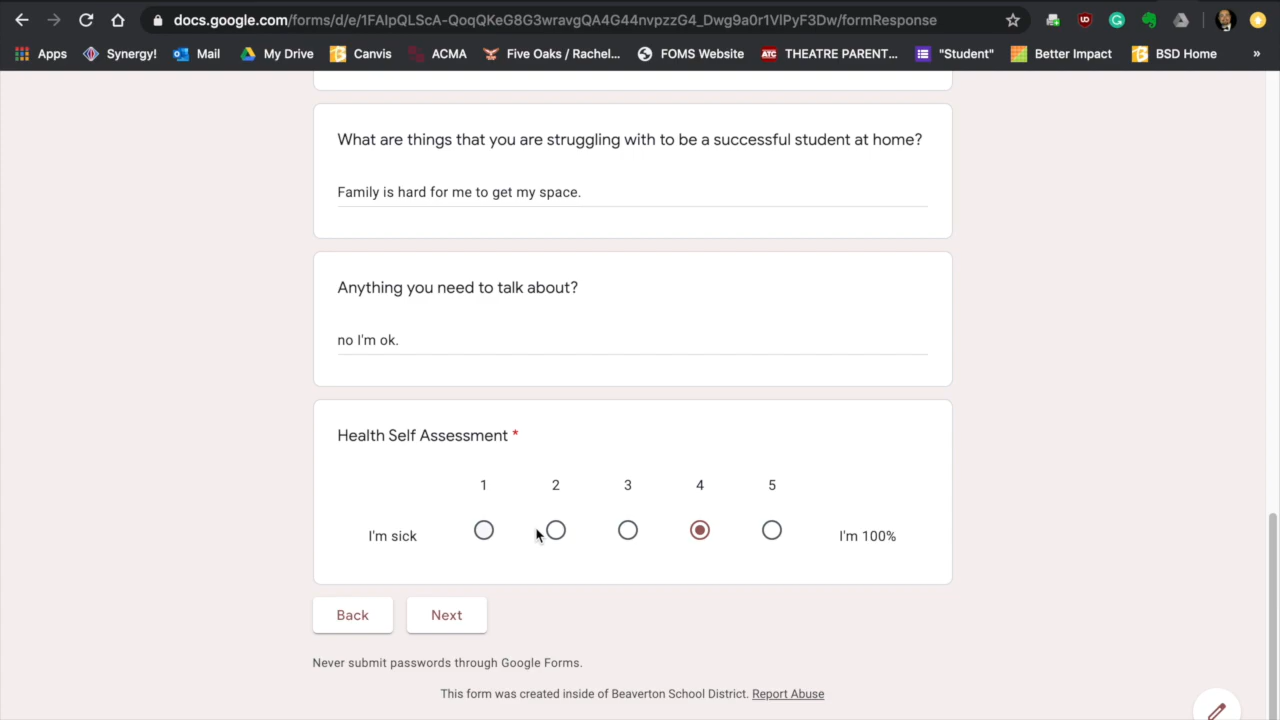 docs.google.com/forms/d/e/1FAIpQLScA-QoqQKeG8G3wravgQA4G44nvpzzG4_Dwg9a0r1VlPyF3Dw/formResponse
Apps Synergy! Mail My Drive Canvis ACMA Five Oaks / Rachel... FOMS Website ATC THEATRE PARENT... "Student" Better Impact BSD Home »
What are things that you are struggling with to be a successful student at home?
Family is hard for me to get my space.
Anything you need to talk about?
no I'm ok.
Health Self Assessment *
1 2 3 4 5
I'm sick I'm 100%
Back Next
Never submit passwords through Google Forms.
This form was created inside of Beaverton School District. Report Abuse